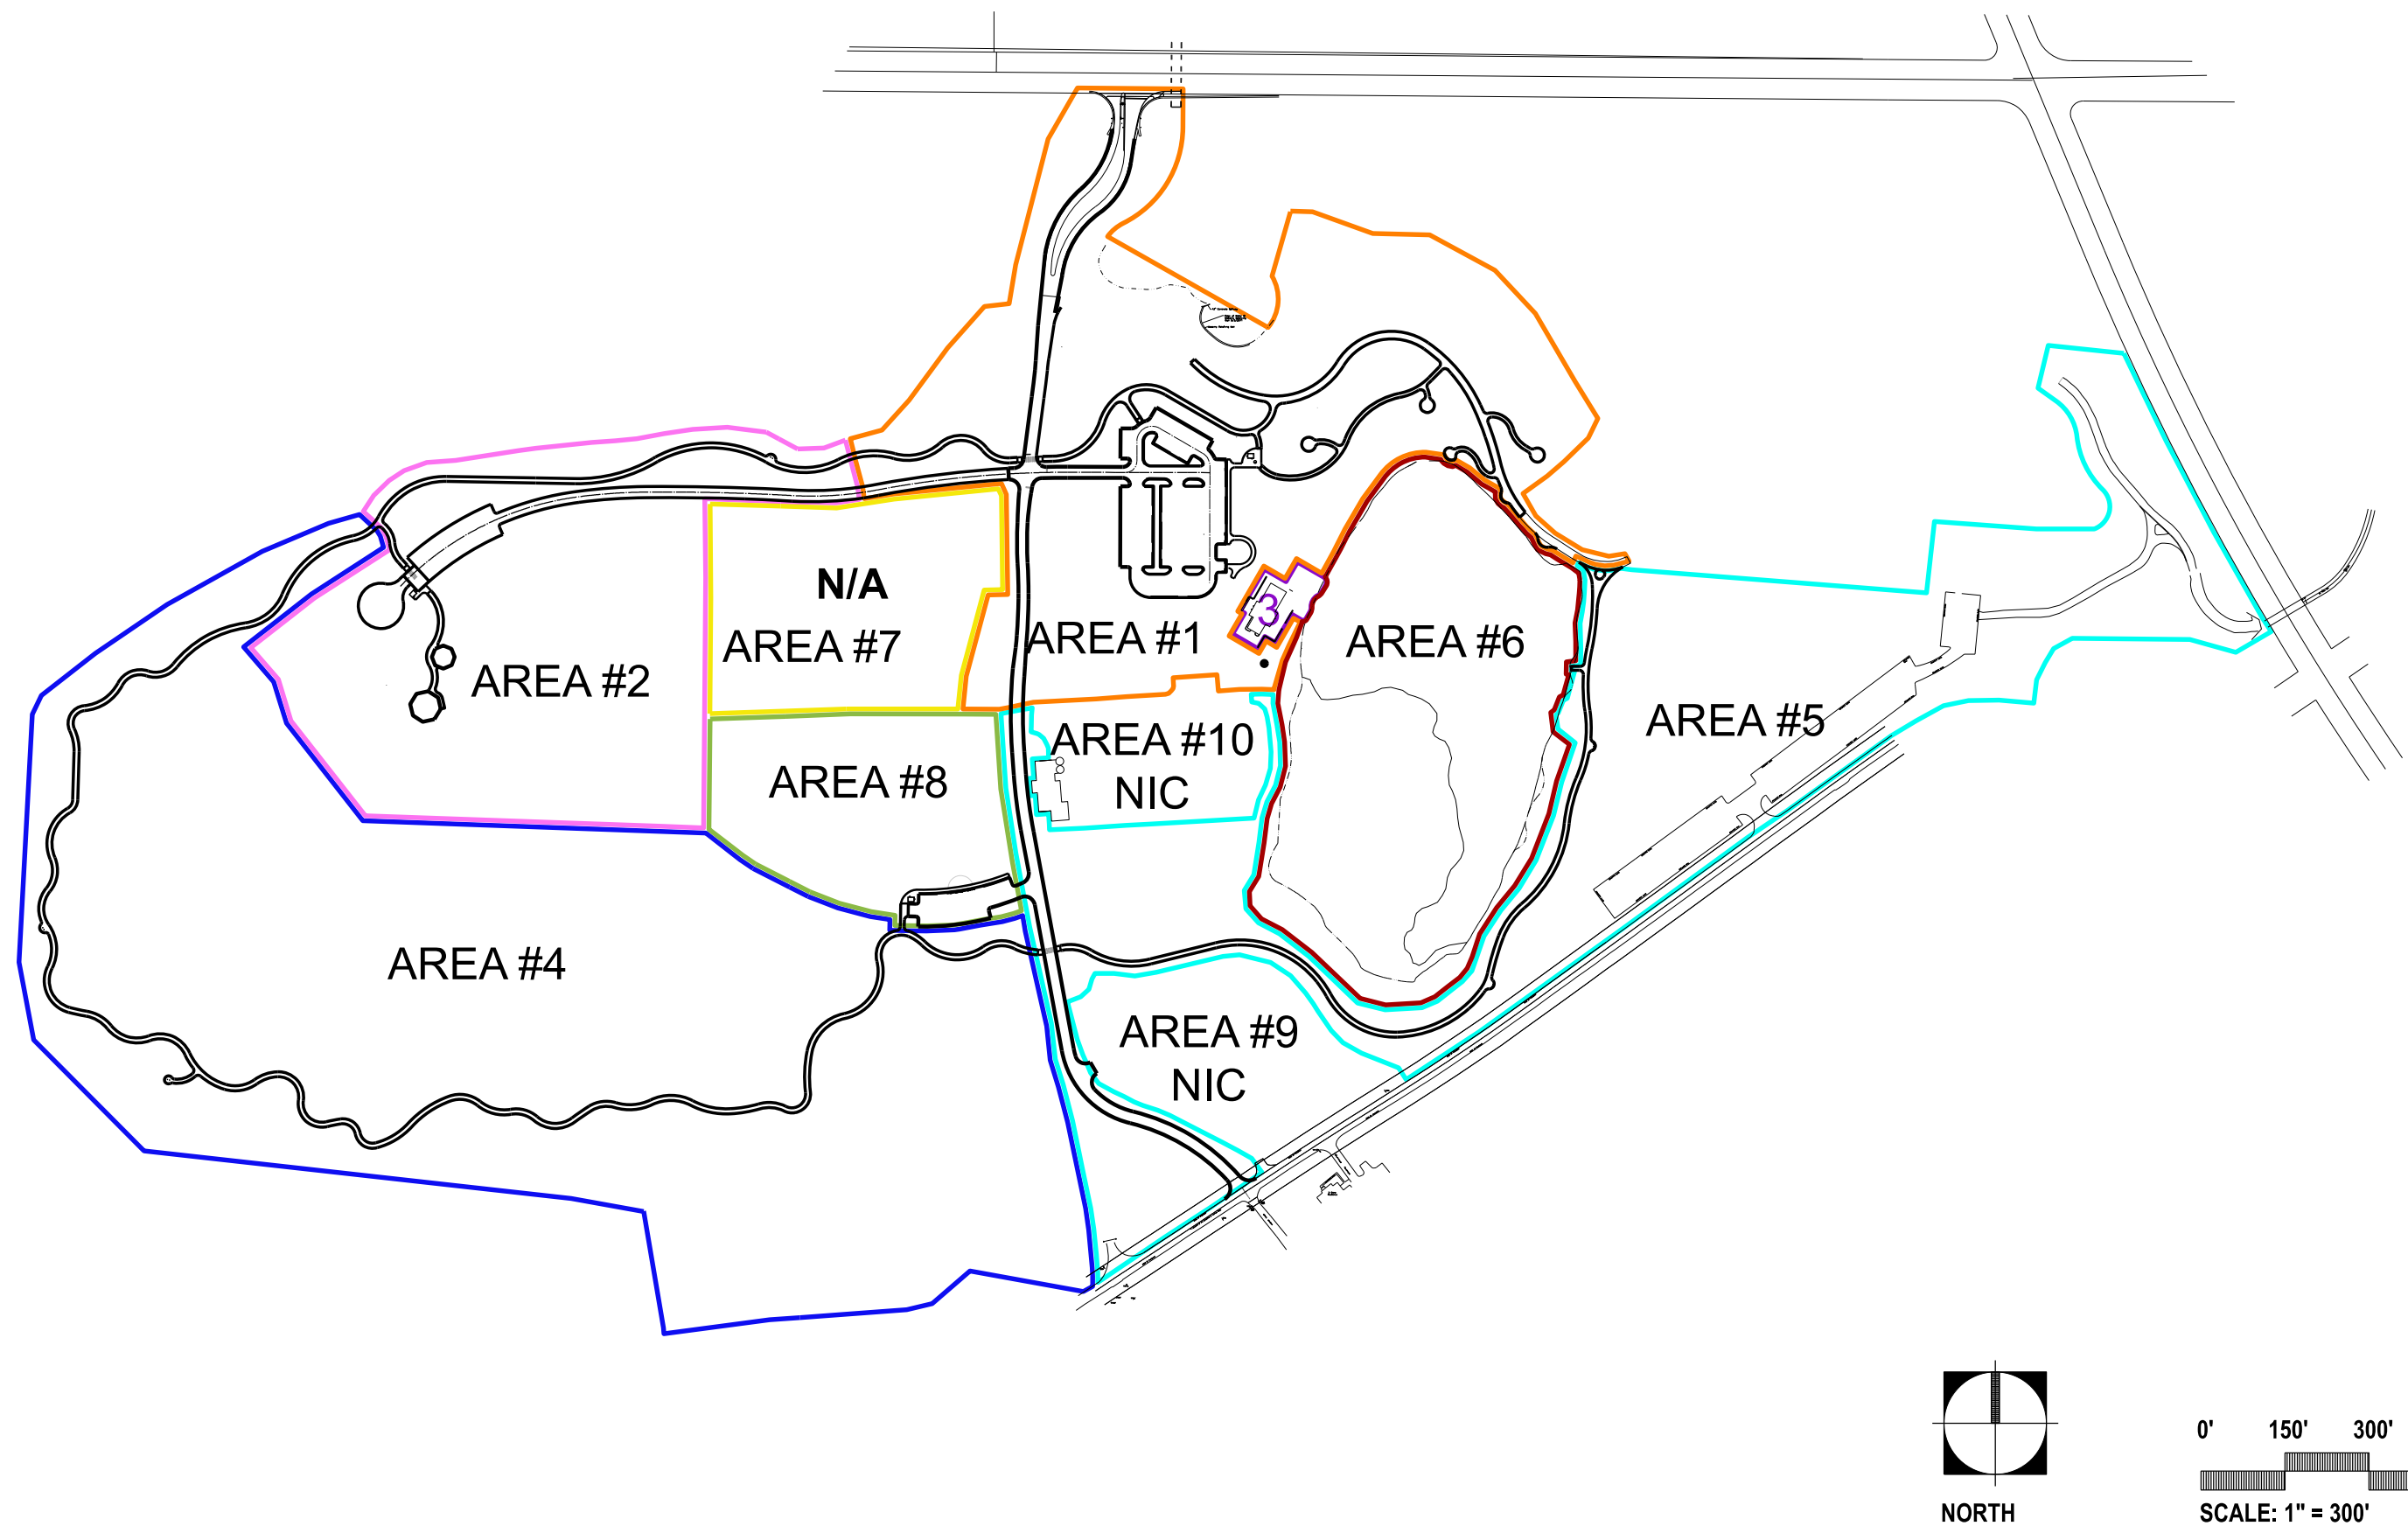 N/A
AREA #7
AREA #1
3
AREA #6
AREA #2
AREA #5
AREA #10
NIC
AREA #8
AREA #4
AREA #9
NIC
0' 150' 300'
NORTH
SCALE: 1" = 300'